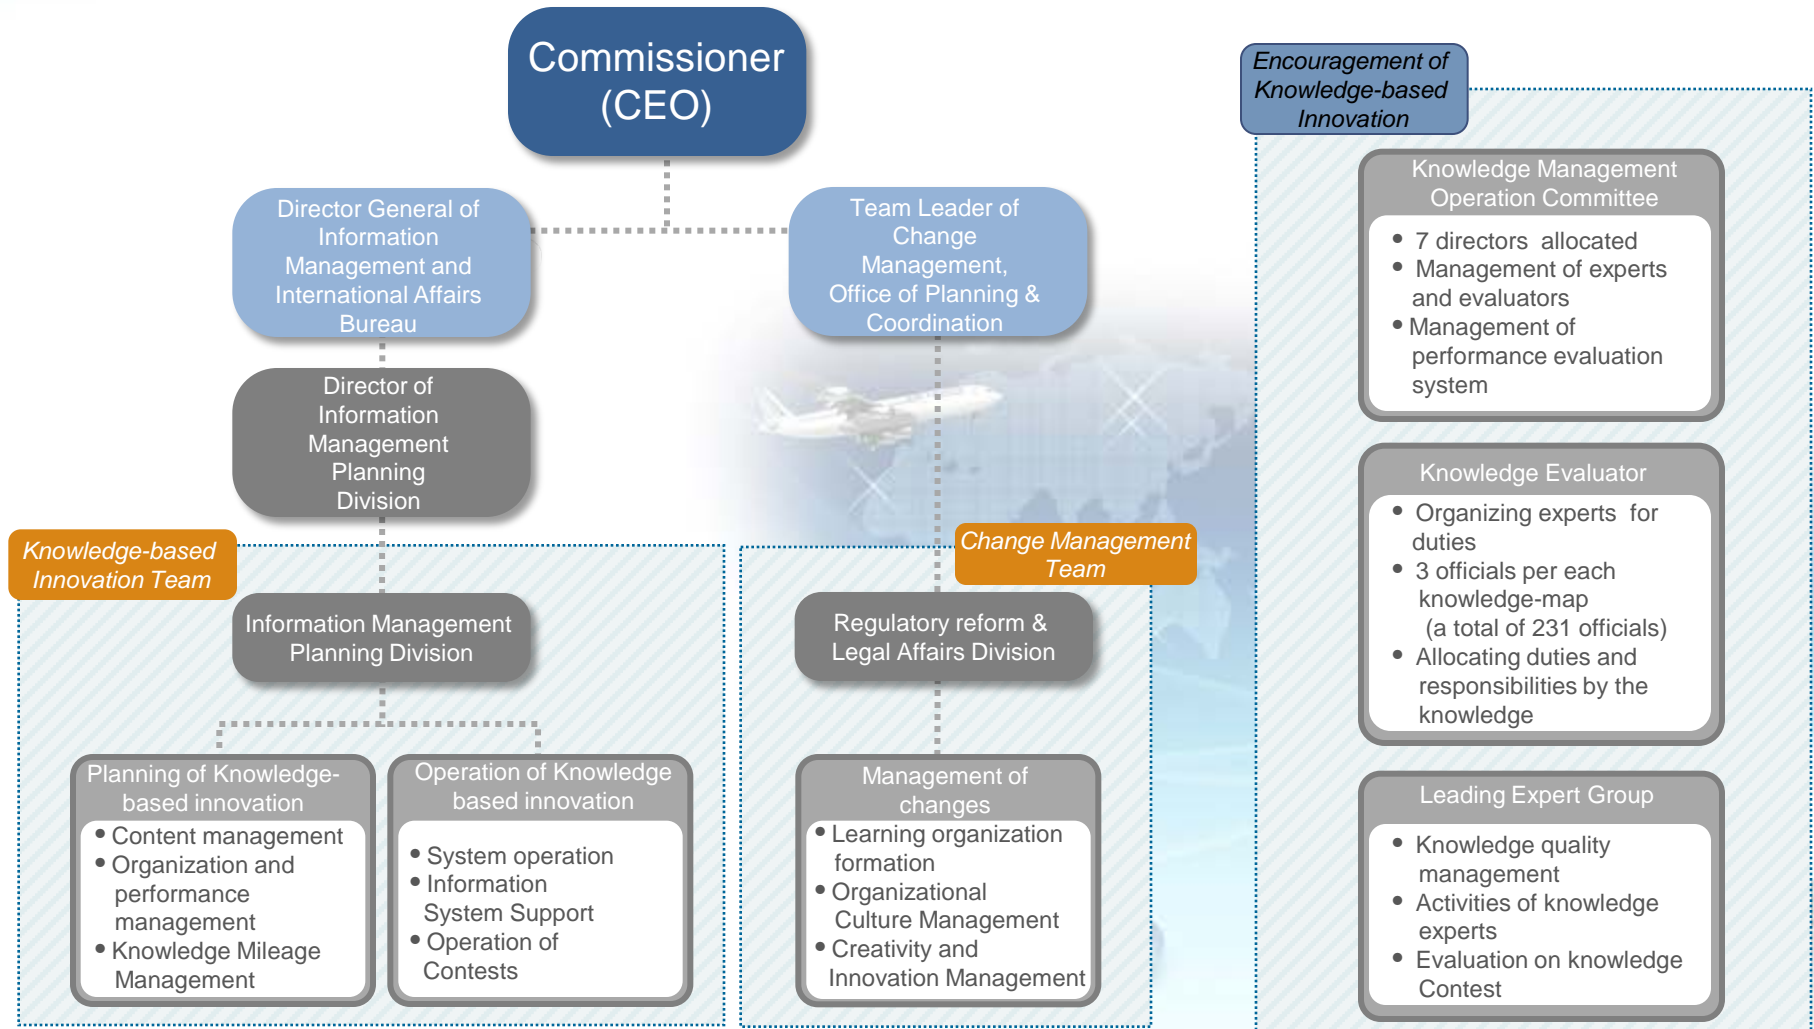 Commissioner
(CEO)
Director General of
Information
Management and
International Affairs
Bureau
Team Leader of
Change
Management,
Office of Planning &
Coordination
Director of
Information
Management
Planning
Division
Knowledge-based
Innovation Team
Information Management
Planning Division
Planning of Knowledge-
based innovation
• Content management
• Organization and
performance
management
• Knowledge Mileage
Management
Operation of Knowledge
based innovation
• System operation
• Information
System Support
• Operation of
Contests
Change Management
Team
Regulatory reform &
Legal Affairs Division
Management of
changes
• Learning organization
formation
• Organizational
Culture Management
• Creativity and
Innovation Management
Encouragement of
Knowledge-based
Innovation
Knowledge Management
Operation Committee
• 7 directors allocated
• Management of experts
and evaluators
• Management of
performance evaluation
system
Knowledge Evaluator
• Organizing experts for
duties
• 3 officials per each
knowledge-map
(a total of 231 officials)
• Allocating duties and
responsibilities by the
knowledge
Leading Expert Group
• Knowledge quality
management
• Activities of knowledge
experts
• Evaluation on knowledge
Contest